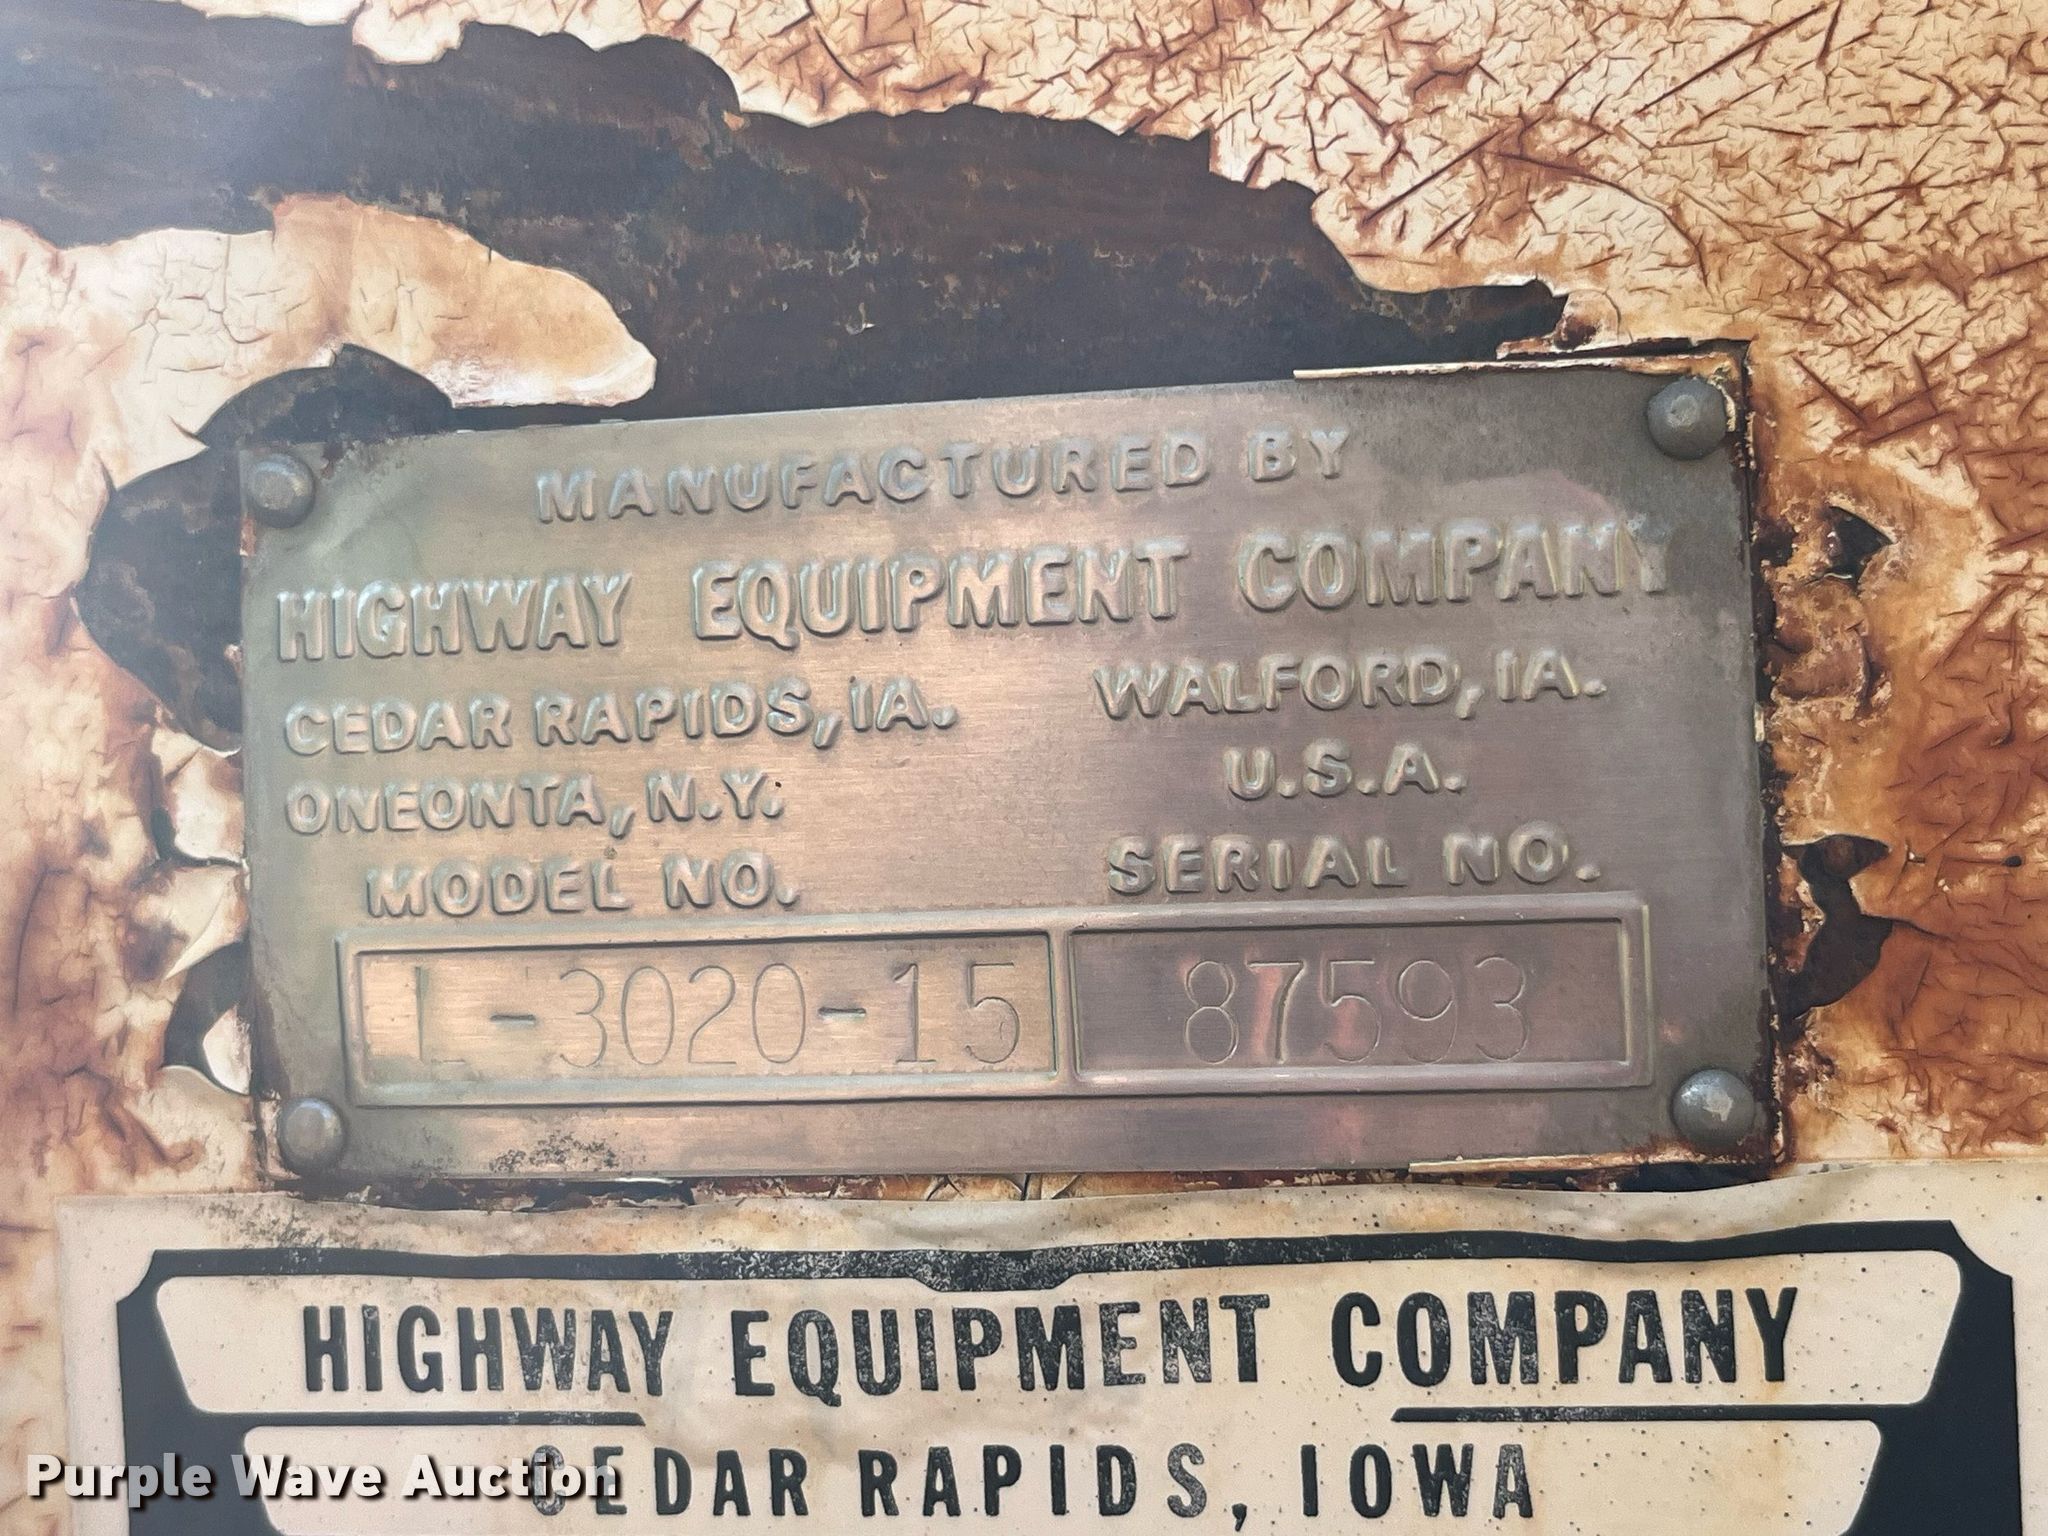 MANUFACTURED BY
HIGHWAY EQUIPMENT COMPANY
CEDAR RAPIDS, IA. WALFORD, IA.
ONEONTA, N.Y. U.S.A.
MODEL NO. SERIAL NO.
L-3020-15 87593
HIGHWAY EQUIPMENT COMPANY
CEDAR RAPIDS, IOWA
Purple Wave Auction